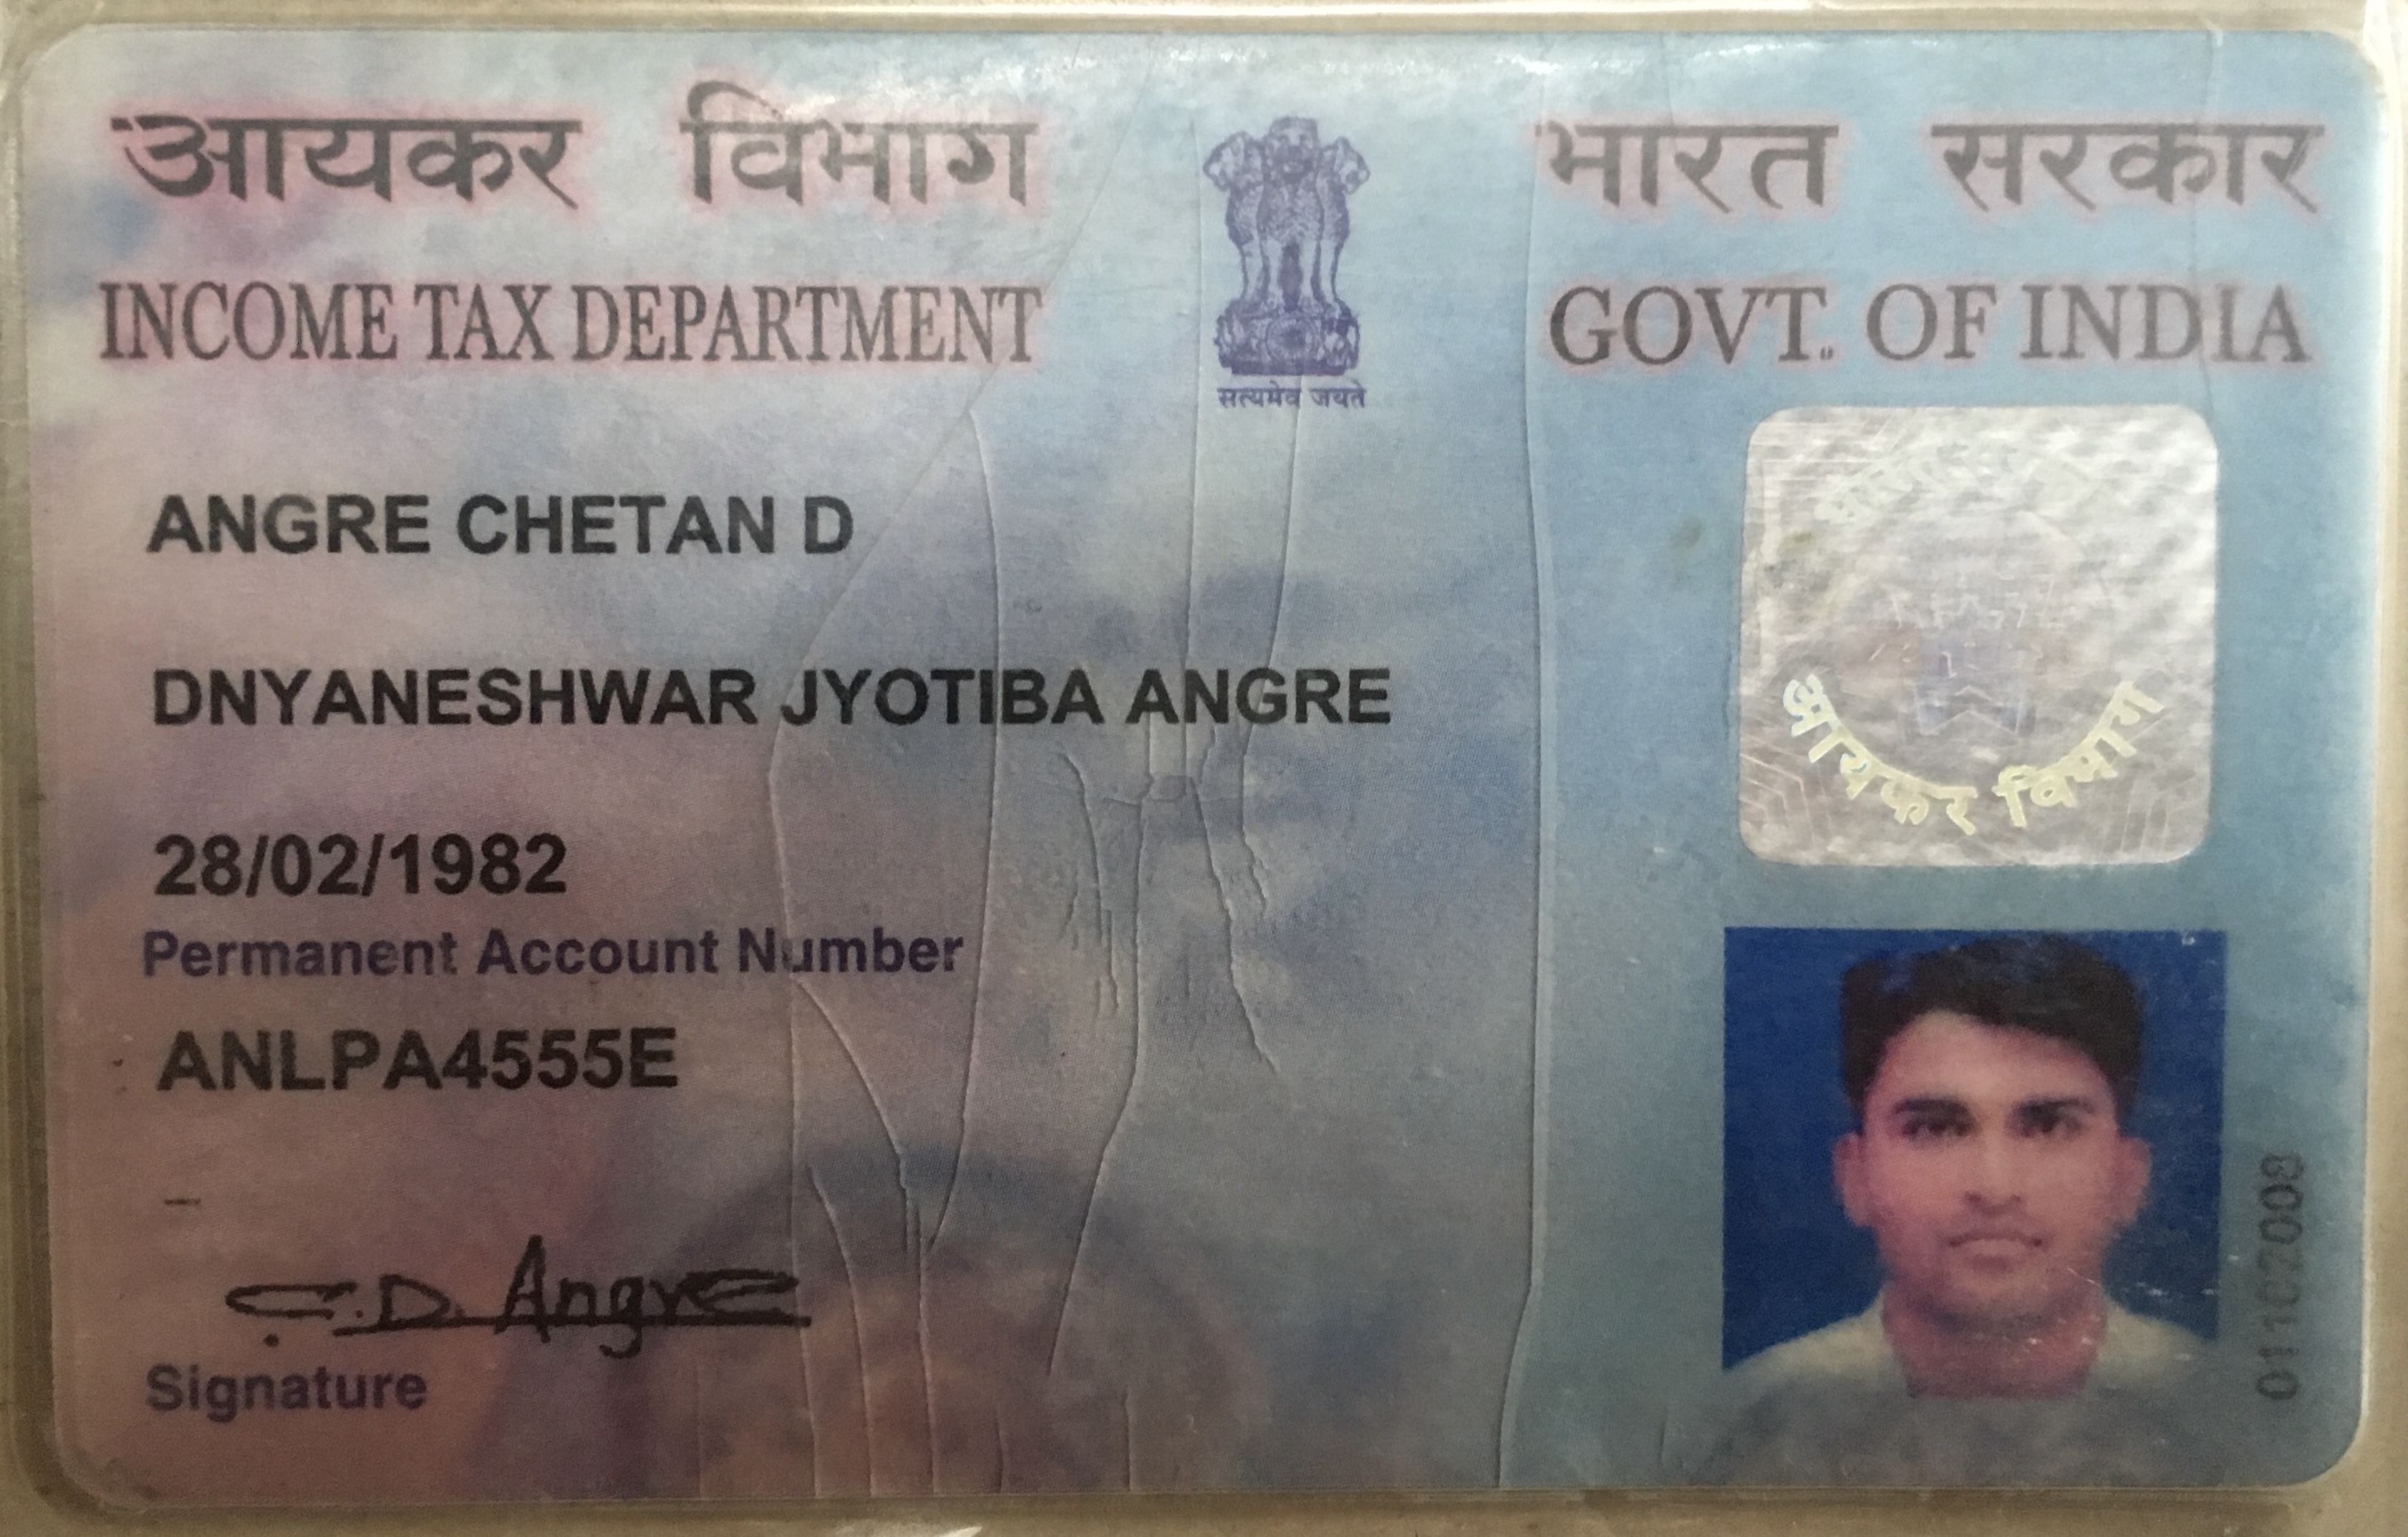 आयकर विभाग
INCOME TAX DEPARTMENT
सत्यमेव जयते
भारत सरकार
GOVT. OF INDIA
ANGRE CHETAN D
DNYANESHWAR JYOTIBA ANGRE
28/02/1982
Permanent Account Number
ANLPA4555E
C.D. Angre
Signature
आयकर विभाग
01102008